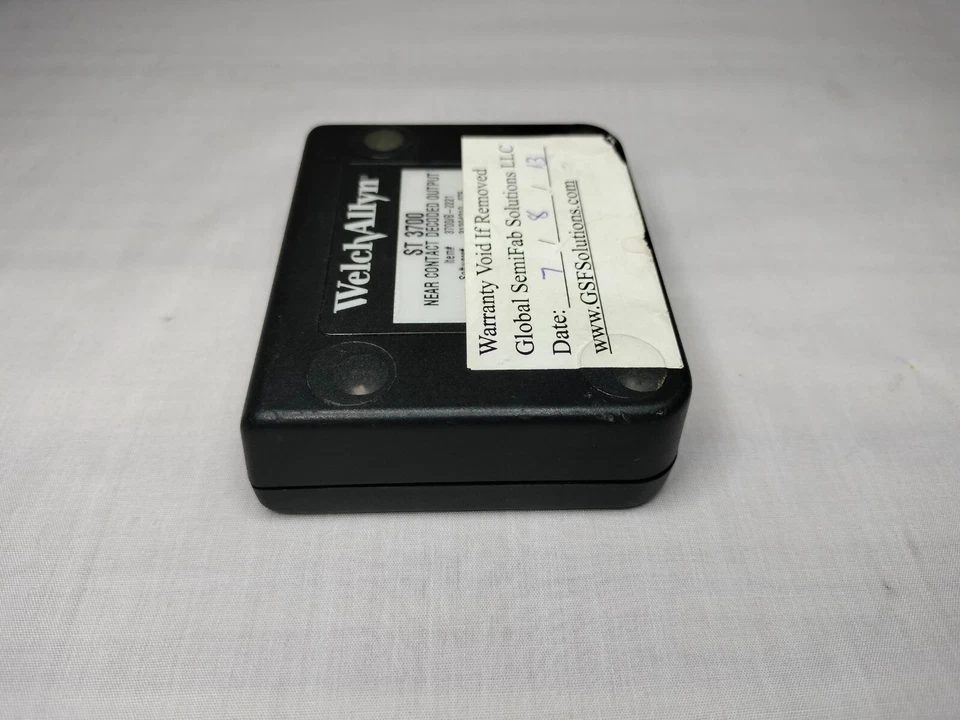 WelchAllyn®
ST 3700
NEAR CONTACT DECODED OUTPUT
Item#
Warranty Void If Removed
Global SemiFab Solutions LLC
Date: 7 / 8 / 13
www.GSFSolutions.com